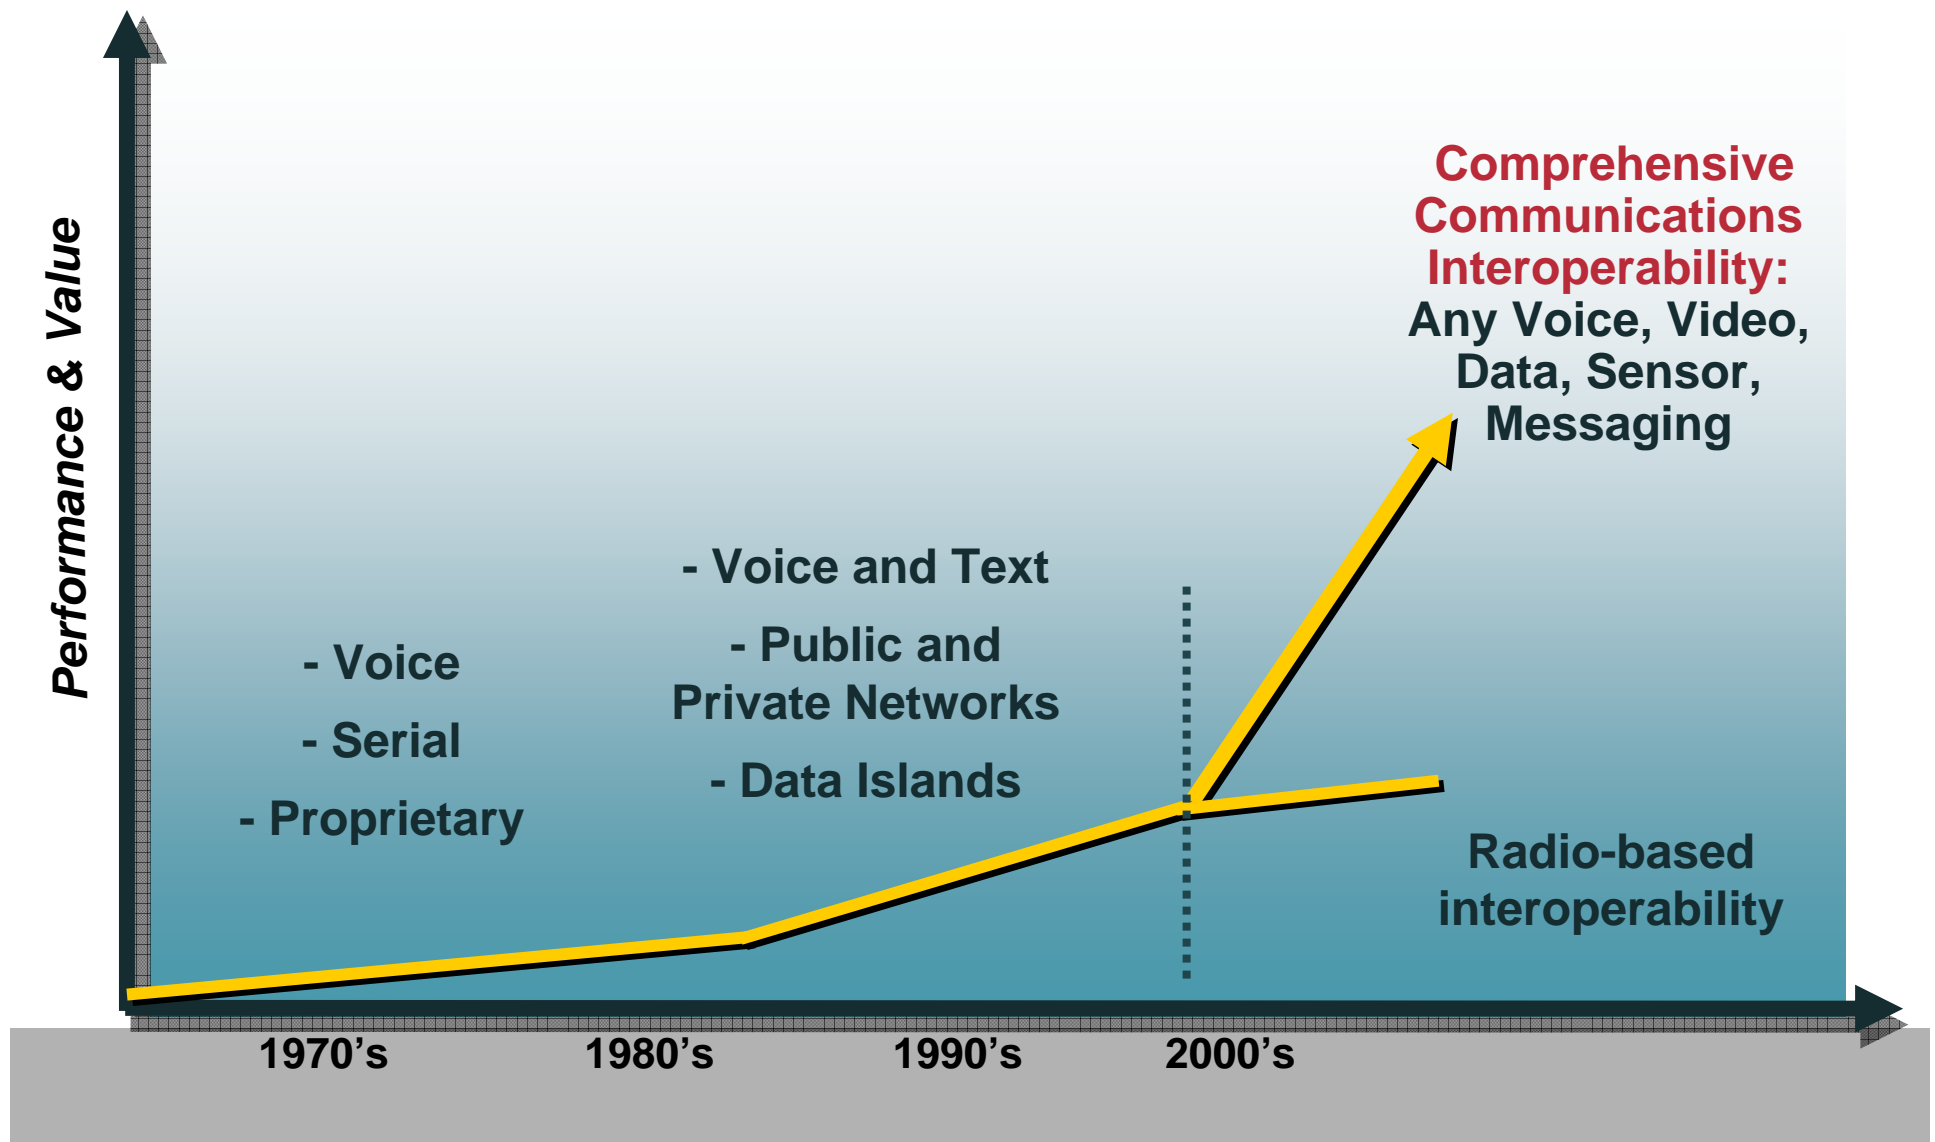 Performance & Value
Comprehensive
Communications
Interoperability:
Any Voice, Video,
Data, Sensor,
Messaging
- Voice and Text
- Public and
Private Networks
- Data Islands
- Voice
- Serial
- Proprietary
Radio-based
interoperability
1970’s 1980’s 1990’s 2000’s